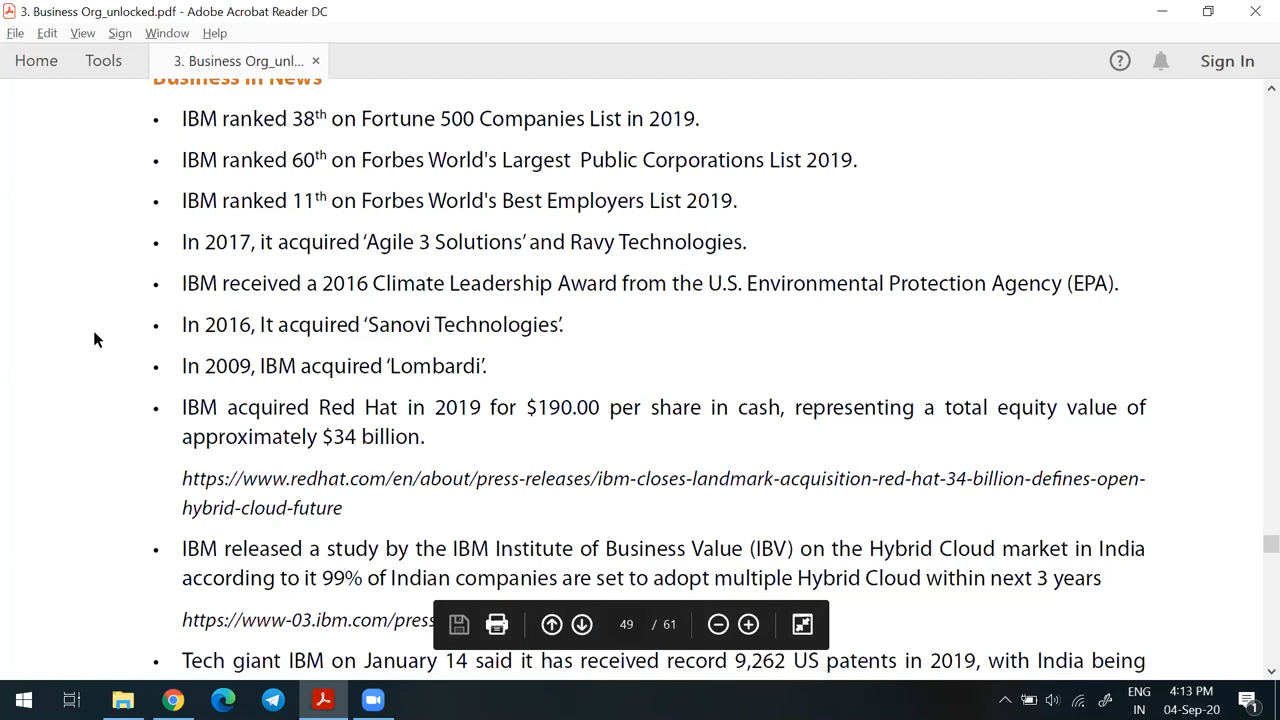 3. Business Org_unlocked.pdf - Adobe Acrobat Reader DC
File Edit View Sign Window Help
Home Tools 3. Business Org_unl... × Sign In
Business in News
• IBM ranked 38th on Fortune 500 Companies List in 2019.
• IBM ranked 60th on Forbes World's Largest Public Corporations List 2019.
• IBM ranked 11th on Forbes World's Best Employers List 2019.
• In 2017, it acquired ‘Agile 3 Solutions’ and Ravy Technologies.
• IBM received a 2016 Climate Leadership Award from the U.S. Environmental Protection Agency (EPA).
• In 2016, It acquired ‘Sanovi Technologies’.
• In 2009, IBM acquired ‘Lombardi’.
• IBM acquired Red Hat in 2019 for $190.00 per share in cash, representing a total equity value of
approximately $34 billion.
https://www.redhat.com/en/about/press-releases/ibm-closes-landmark-acquisition-red-hat-34-billion-defines-open-
hybrid-cloud-future
• IBM released a study by the IBM Institute of Business Value (IBV) on the Hybrid Cloud market in India
according to it 99% of Indian companies are set to adopt multiple Hybrid Cloud within next 3 years
https://www-03.ibm.com/press
49 / 61
• Tech giant IBM on January 14 said it has received record 9,262 US patents in 2019, with India being
ENG 4:13 PM
IN 04-Sep-20 1